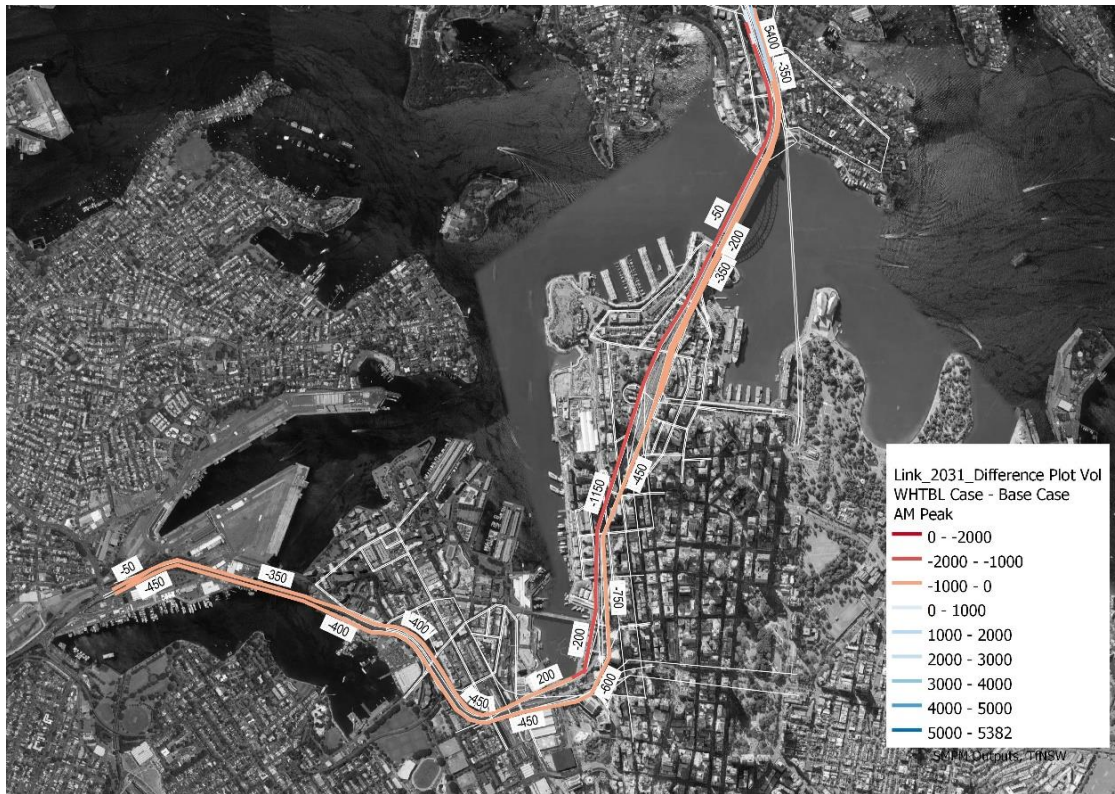 5400
-350
-50
-200
-350
-450
-1150
-750
-200
-600
200
-450
-450
-400
-400
-350
-50
-450
Link_2031_Difference Plot Vol
WHTBL Case - Base Case
AM Peak
0 - -2000
-2000 - -1000
-1000 - 0
0 - 1000
1000 - 2000
2000 - 3000
3000 - 4000
4000 - 5000
5000 - 5382
SMPM Outputs, TfNSW